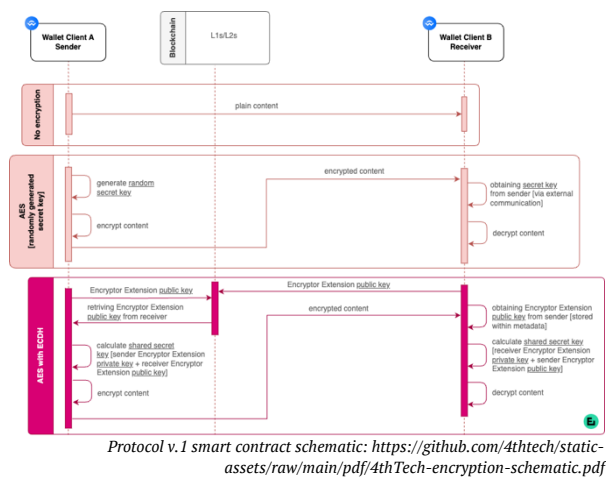 Wallet Client A
Sender
Blockchain
L1s/L2s
Wallet Client B
Receiver
No encryption
plain content
AES
[randomly generated
secret key]
generate random
secret key
encrypt content
encrypted content
obtaining secret key
from sender [via external
communication]
decrypt content
AES with ECDH
Encryptor Extension public key
Encryptor Extension public key
retriving Encryptor Extension
public key from receiver
encrypted content
obtaining Encryptor Extension
public key from sender [stored
within metadata]
calculate shared secret
key [sender Encryptor Extension
private key + receiver Encryptor
Extension public key]
calculate shared secret key
[receiver Encryptor Extension
private key + sender Encryptor
Extension public key]
encrypt content
decrypt content
Protocol v.1 smart contract schematic: https://github.com/4thtech/static-
assets/raw/main/pdf/4thTech-encryption-schematic.pdf